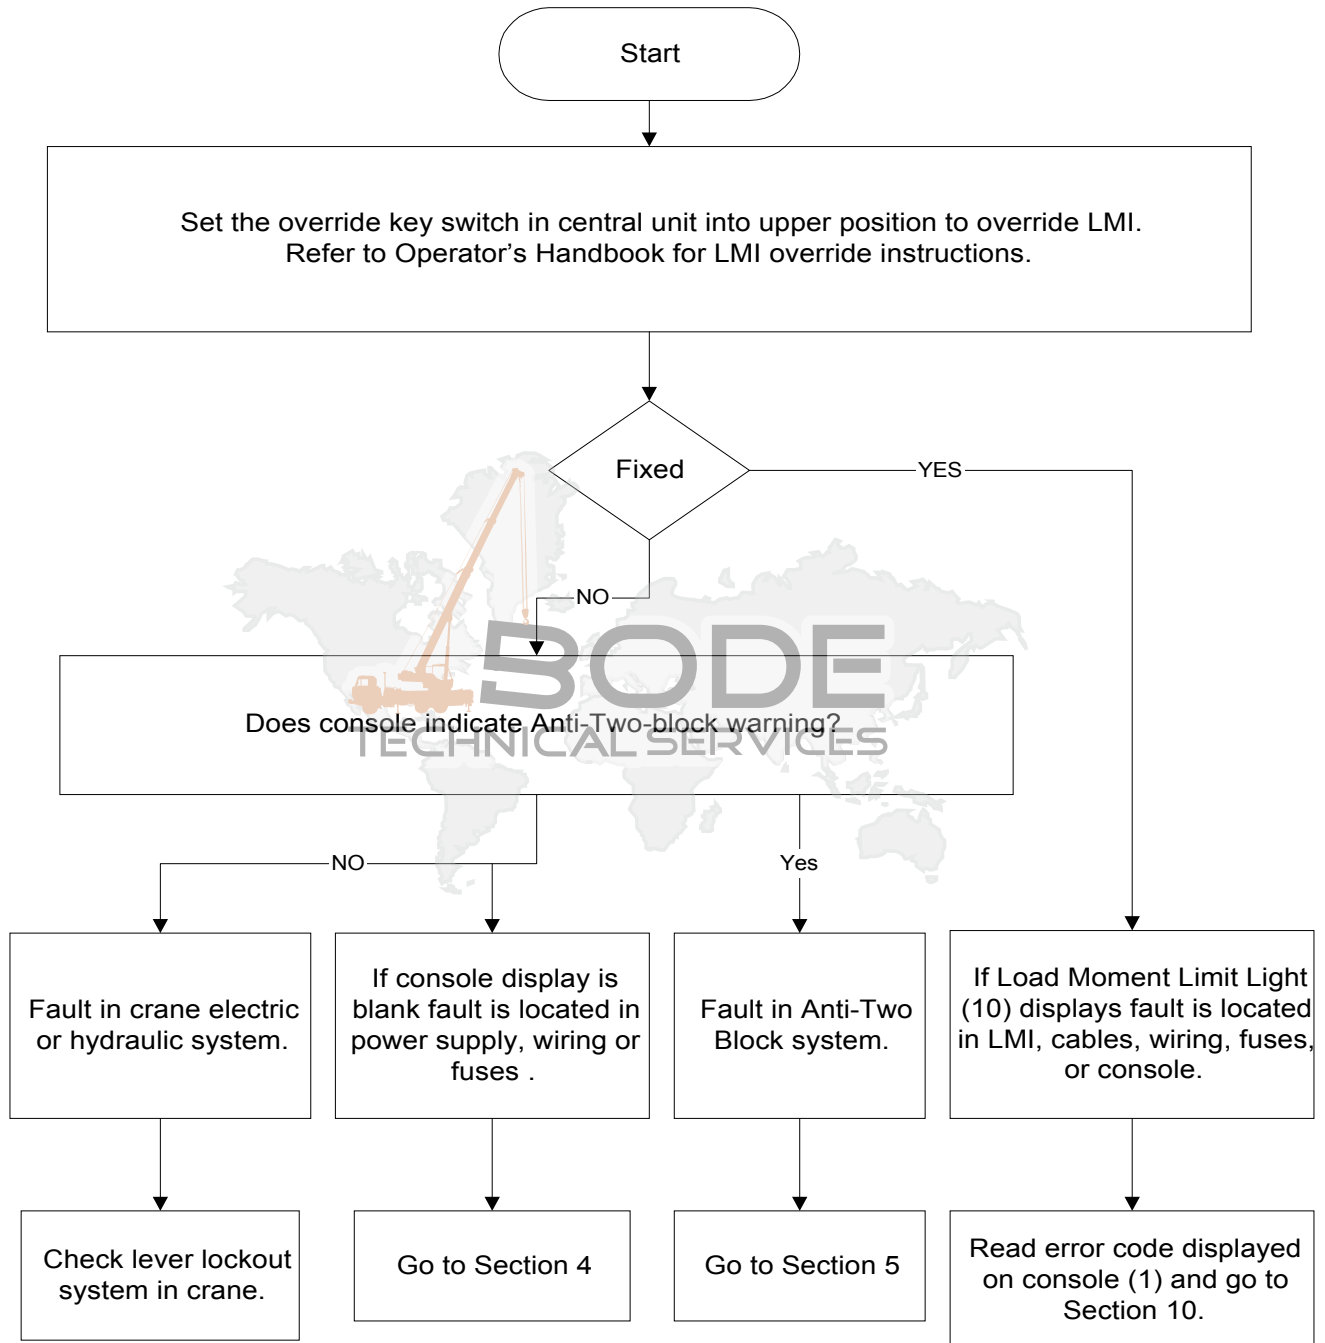 Start
Set the override key switch in central unit into upper position to override LMI.
Refer to Operator’s Handbook for LMI override instructions.
Fixed
YES
NO
BODE
TECHNICAL SERVICES
Does console indicate Anti-Two-block warning?
NO
Yes
Fault in crane electric
or hydraulic system.
If console display is
blank fault is located in
power supply, wiring or
fuses .
Fault in Anti-Two
Block system.
If Load Moment Limit Light
(10) displays fault is located
in LMI, cables, wiring, fuses,
or console.
Check lever lockout
system in crane.
Go to Section 4
Go to Section 5
Read error code displayed
on console (1) and go to
Section 10.